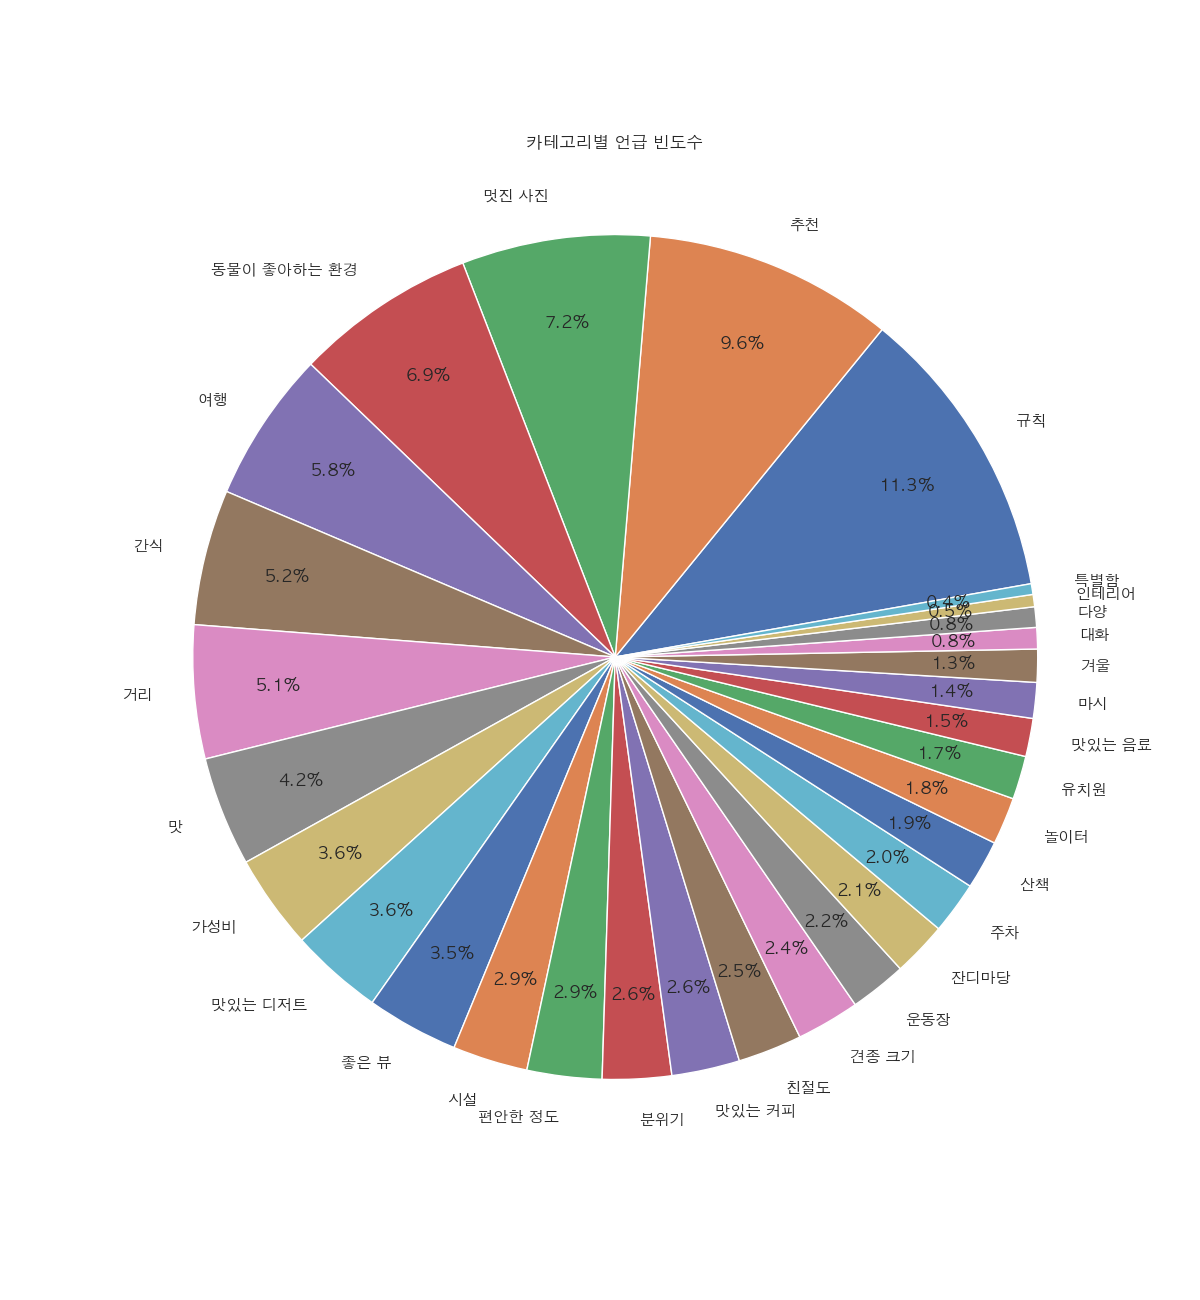 카테고리별 언급 빈도수
멋진 사진
추천
동물이 좋아하는 환경
여행
규칙
간식
거리
맛
가성비
맛있는 디저트
좋은 뷰
시설
편안한 정도
분위기
맛있는 커피
친절도
견종 크기
운동장
잔디마당
주차
산책
놀이터
유치원
맛있는 음료
마시
겨울
대화
다양
인테리어
특별함
7.2%
9.6%
6.9%
5.8%
11.3%
5.2%
5.1%
4.2%
3.6%
3.6%
3.5%
2.9%
2.9%
2.6%
2.6%
2.5%
2.4%
2.2%
2.1%
2.0%
1.9%
1.8%
1.7%
1.5%
1.4%
1.3%
0.8%
0.8%
0.5%
0.4%